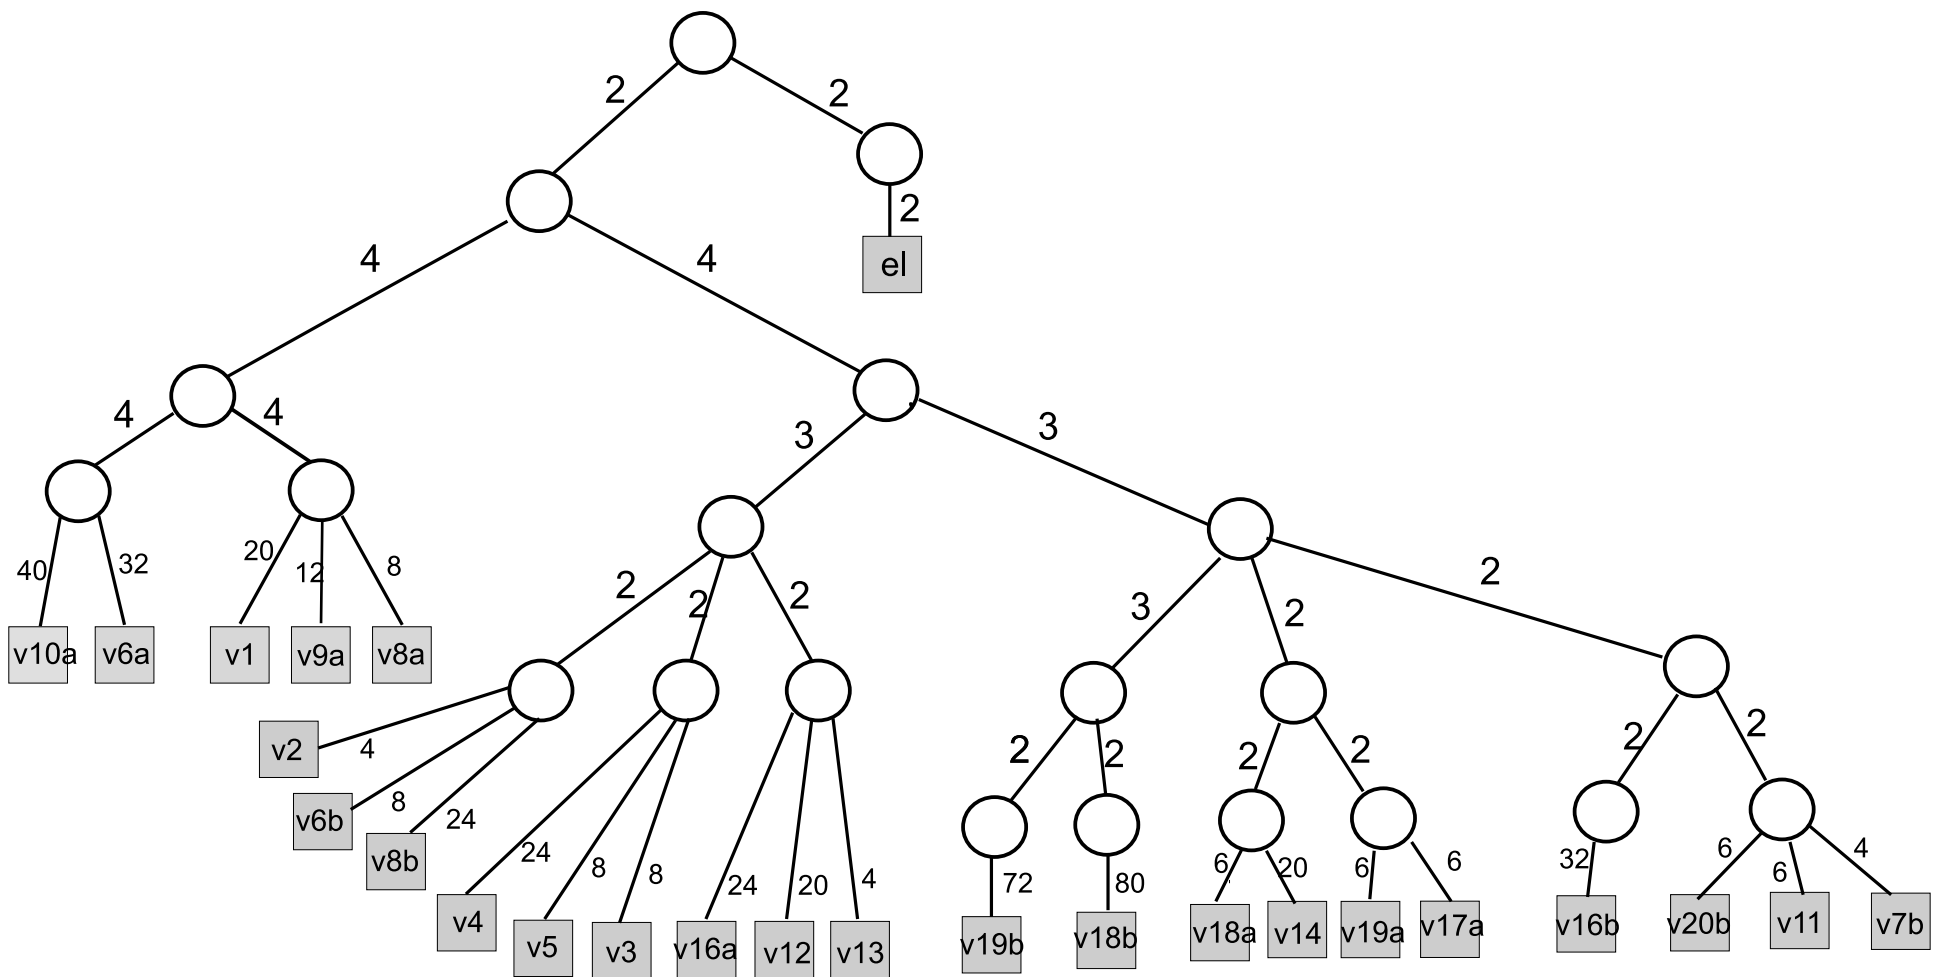 2 2
2
el
4 4
4 4
3 3
40 32 20 12 8
v10a v6a v1 v9a v8a
2 2 2
3 2 2
v2 4
v6b 8
v8b 24
24 8 8 24 20 4
v4 v5 v3 v16a v12 v13
2 2 2 2 2 2
72 80 6 20 6 6 32 6 6 4
v19b v18b v18a v14 v19a v17a v16b v20b v11 v7b